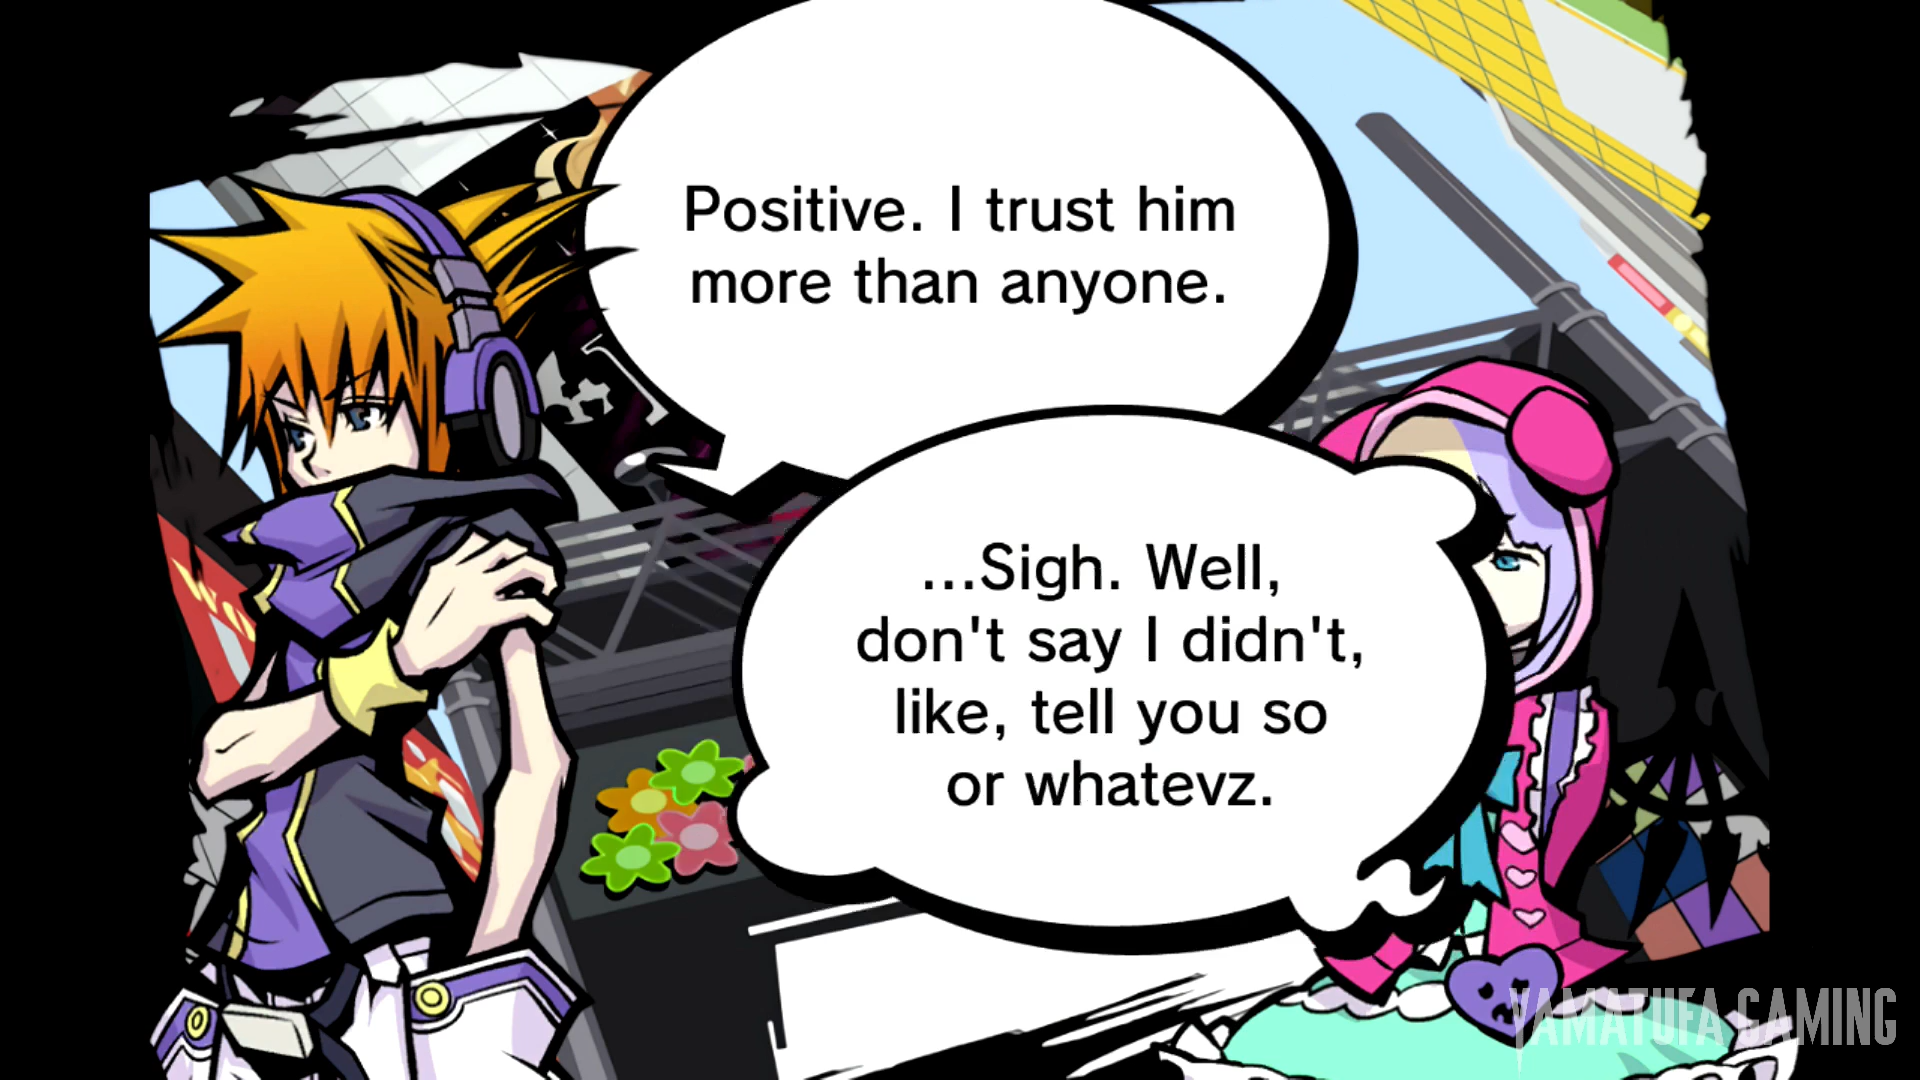 Positive. I trust him
more than anyone.
...Sigh. Well,
don't say I didn't,
like, tell you so
or whatevz.
YAMATUFA GAMING